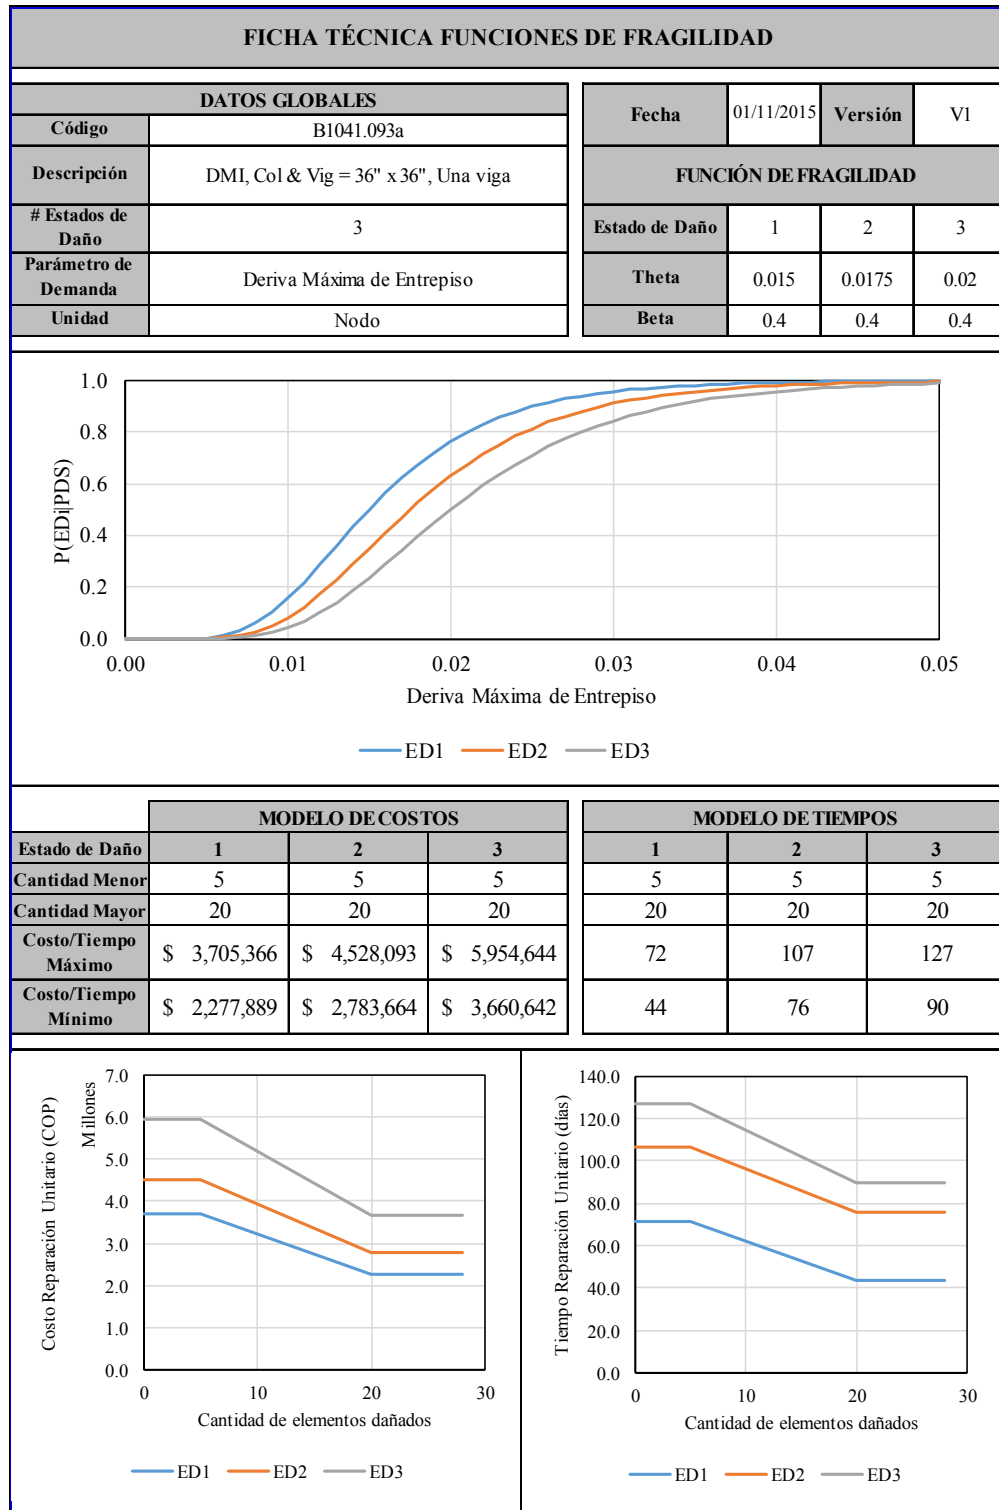 FICHA TÉCNICA FUNCIONES DE FRAGILIDAD
DATOS GLOBALES
Código B1041.093a
Descripción DMI, Col & Vig = 36" x 36", Una viga
# Estados de
Daño 3
Parámetro de
Demanda Deriva Máxima de Entrepiso
Unidad Nodo
Fecha 01/11/2015 Versión V1
FUNCIÓN DE FRAGILIDAD
Estado de Daño 1 2 3
Theta 0.015 0.0175 0.02
Beta 0.4 0.4 0.4
P(EDi|PDS)
1.0
0.8
0.6
0.4
0.2
0.0
0.00 0.01 0.02 0.03 0.04 0.05
Deriva Máxima de Entrepiso
ED1 ED2 ED3
MODELO DE COSTOS MODELO DE TIEMPOS
Estado de Daño 1 2 3 1 2 3
Cantidad Menor 5 5 5 5 5 5
Cantidad Mayor 20 20 20 20 20 20
Costo/Tiempo
Máximo $ 3,705,366 $ 4,528,093 $ 5,954,644 72 107 127
Costo/Tiempo
Mínimo $ 2,277,889 $ 2,783,664 $ 3,660,642 44 76 90
Costo Reparación Unitario (COP)
Millones
7.0
6.0
5.0
4.0
3.0
2.0
1.0
0.0
0 10 20 30
Cantidad de elementos dañados
ED1 ED2 ED3
Tiempo Reparación Unitario (días)
140.0
120.0
100.0
80.0
60.0
40.0
20.0
0.0
0 10 20 30
Cantidad de elementos dañados
ED1 ED2 ED3